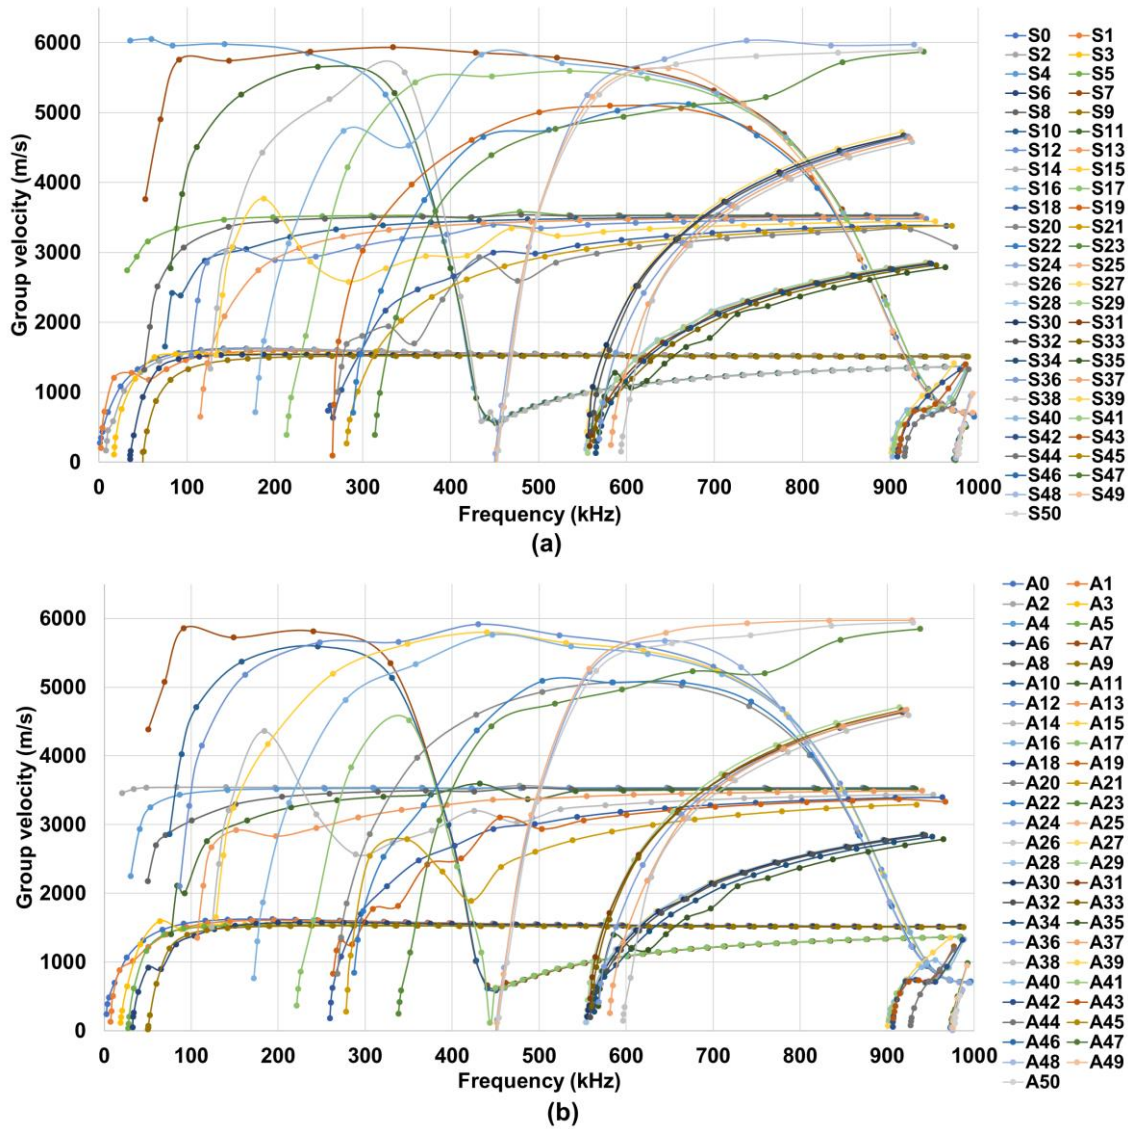 6000
5000
4000
3000
2000
1000
0
Group velocity (m/s)
0 100 200 300 400 500 600 700 800 900 1000
Frequency (kHz)
(a)
S0 S1
S2 S3
S4 S5
S6 S7
S8 S9
S10 S11
S12 S13
S14 S15
S16 S17
S18 S19
S20 S21
S22 S23
S24 S25
S26 S27
S28 S29
S30 S31
S32 S33
S34 S35
S36 S37
S38 S39
S40 S41
S42 S43
S44 S45
S46 S47
S48 S49
S50
6000
5000
4000
3000
2000
1000
0
Group velocity (m/s)
0 100 200 300 400 500 600 700 800 900 1000
Frequency (kHz)
(b)
A0 A1
A2 A3
A4 A5
A6 A7
A8 A9
A10 A11
A12 A13
A14 A15
A16 A17
A18 A19
A20 A21
A22 A23
A24 A25
A26 A27
A28 A29
A30 A31
A32 A33
A34 A35
A36 A37
A38 A39
A40 A41
A42 A43
A44 A45
A46 A47
A48 A49
A50